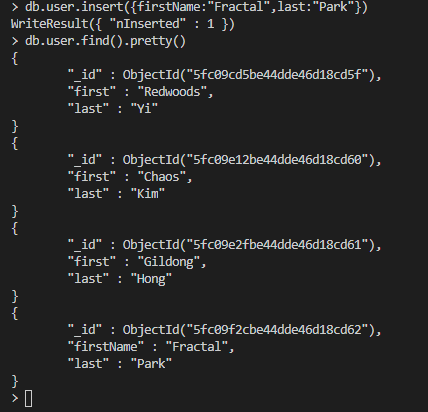 > db.user.insert({firstName:"Fractal",last:"Park"})
WriteResult({ "nInserted" : 1 })
> db.user.find().pretty()
{
        "_id" : ObjectId("5fc09cd5be44dde46d18cd5f"),
        "first" : "Redwoods",
        "last" : "Yi"
}
{
        "_id" : ObjectId("5fc09e12be44dde46d18cd60"),
        "first" : "Chaos",
        "last" : "Kim"
}
{
        "_id" : ObjectId("5fc09e2fbe44dde46d18cd61"),
        "first" : "Gildong",
        "last" : "Hong"
}
{
        "_id" : ObjectId("5fc09f2cbe44dde46d18cd62"),
        "firstName" : "Fractal",
        "last" : "Park"
}
>